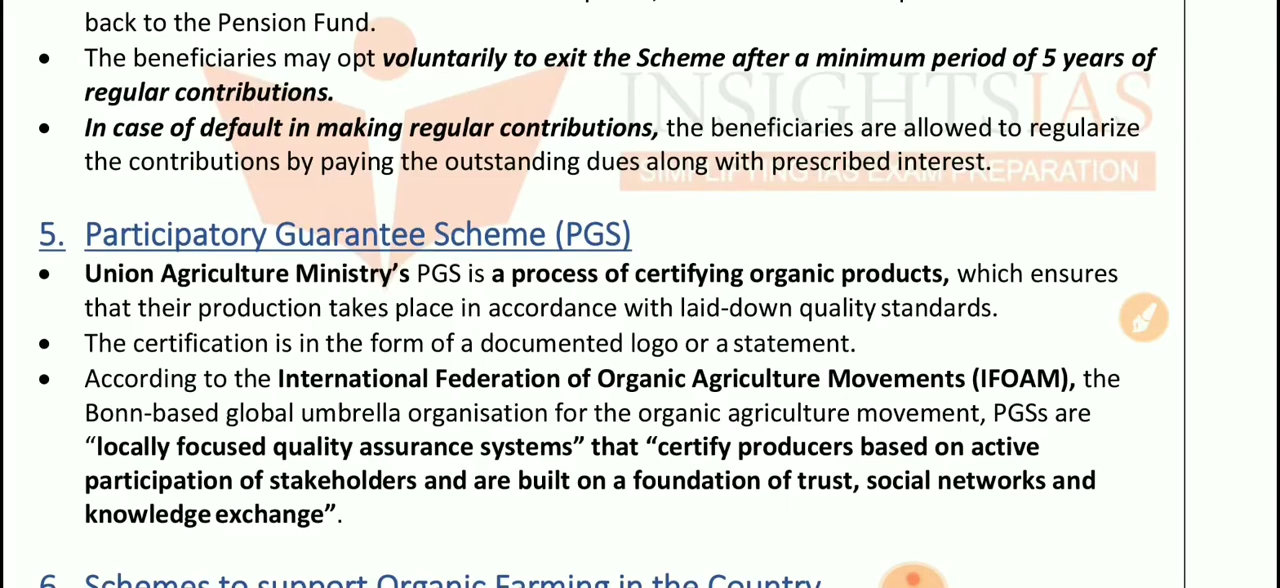 back to the Pension Fund.
• The beneficiaries may opt voluntarily to exit the Scheme after a minimum period of 5 years of
regular contributions.
• In case of default in making regular contributions, the beneficiaries are allowed to regularize
the contributions by paying the outstanding dues along with prescribed interest.
INSIGHTSIAS
SIMPLIFYING IAS EXAM PREPARATION
5. Participatory Guarantee Scheme (PGS)
• Union Agriculture Ministry’s PGS is a process of certifying organic products, which ensures
that their production takes place in accordance with laid-down quality standards.
• The certification is in the form of a documented logo or a statement.
• According to the International Federation of Organic Agriculture Movements (IFOAM), the
Bonn-based global umbrella organisation for the organic agriculture movement, PGSs are
“locally focused quality assurance systems” that “certify producers based on active
participation of stakeholders and are built on a foundation of trust, social networks and
knowledge exchange”.
6. Schemes to support Organic Farming in the Country